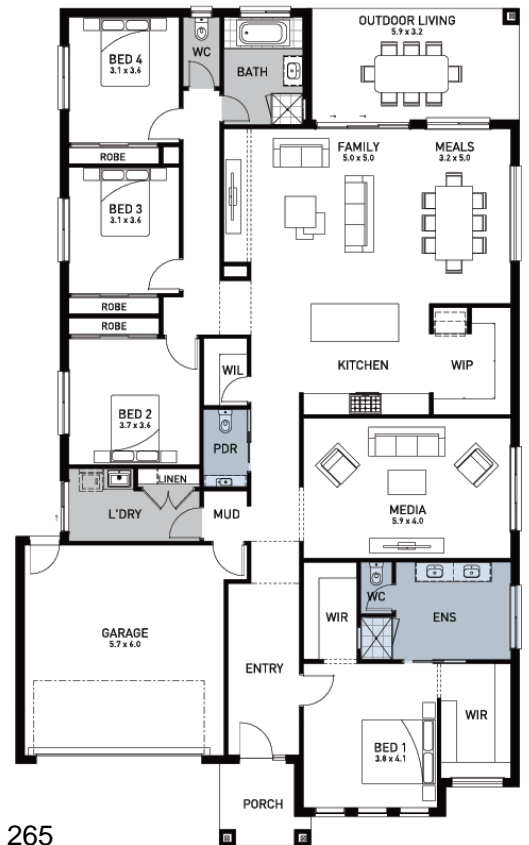 OUTDOOR LIVING
5.9 x 3.2
WC
BED 4
3.1 x 3.6
BATH
ROBE
FAMILY
5.0 x 5.0
MEALS
3.2 x 5.0
BED 3
3.1 x 3.6
ROBE
ROBE
WIL
KITCHEN
WIP
BED 2
3.7 x 3.6
PDR
LINEN
L'DRY
MUD
MEDIA
5.9 x 4.0
WC
WIR
ENS
GARAGE
5.7 x 6.0
ENTRY
WIR
BED 1
3.8 x 4.1
PORCH
265